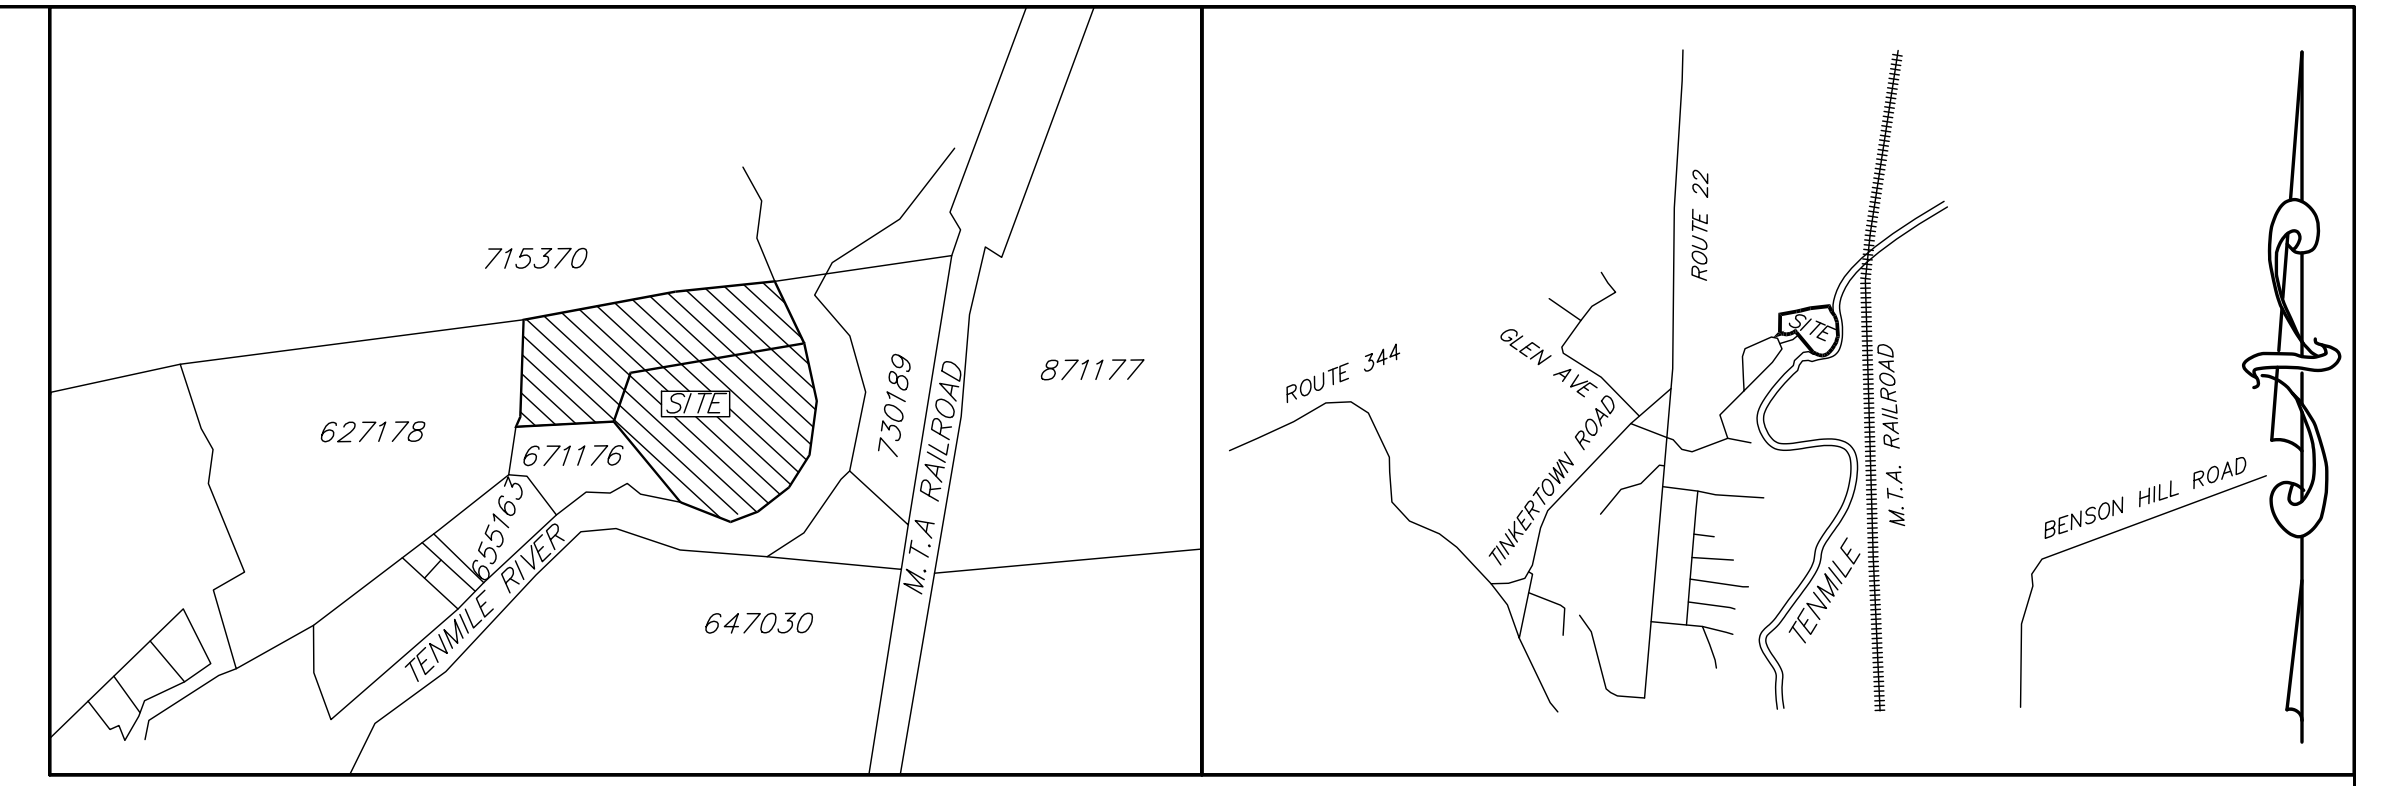 715370
627178
671176
SITE
730189
871177
655163
TENMILE RIVER
M.T.A RAILROAD
647030
ROUTE 22
GLEN AVE
ROUTE 344
SITE
TINKERTOWN ROAD
M.T.A. RAILROAD
TENMILE
BENSON HILL ROAD